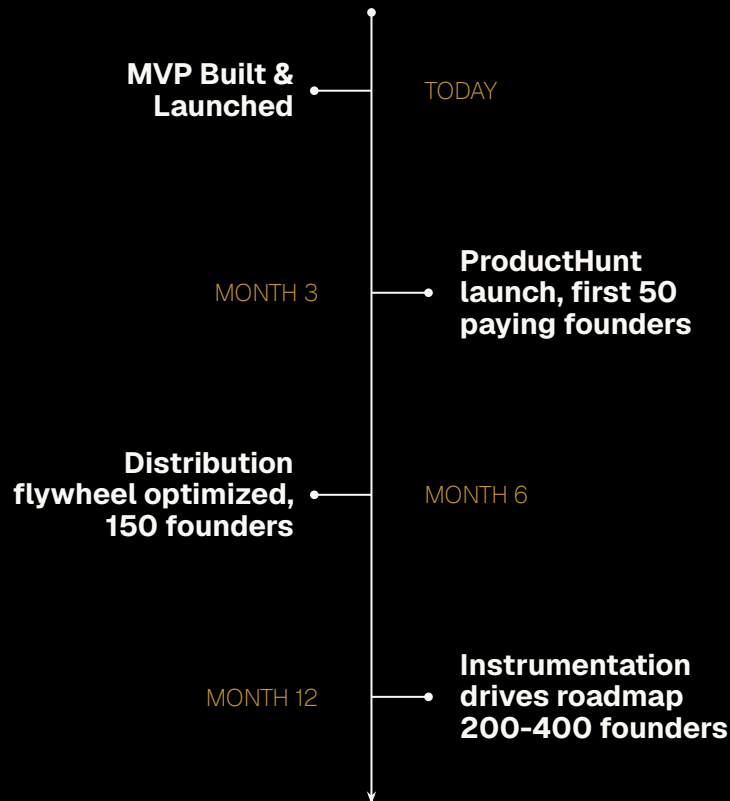 MVP Built &
Launched
TODAY
MONTH 3
ProductHunt
launch, first 50
paying founders
Distribution
flywheel optimized,
150 founders
MONTH 6
MONTH 12
Instrumentation
drives roadmap
200-400 founders